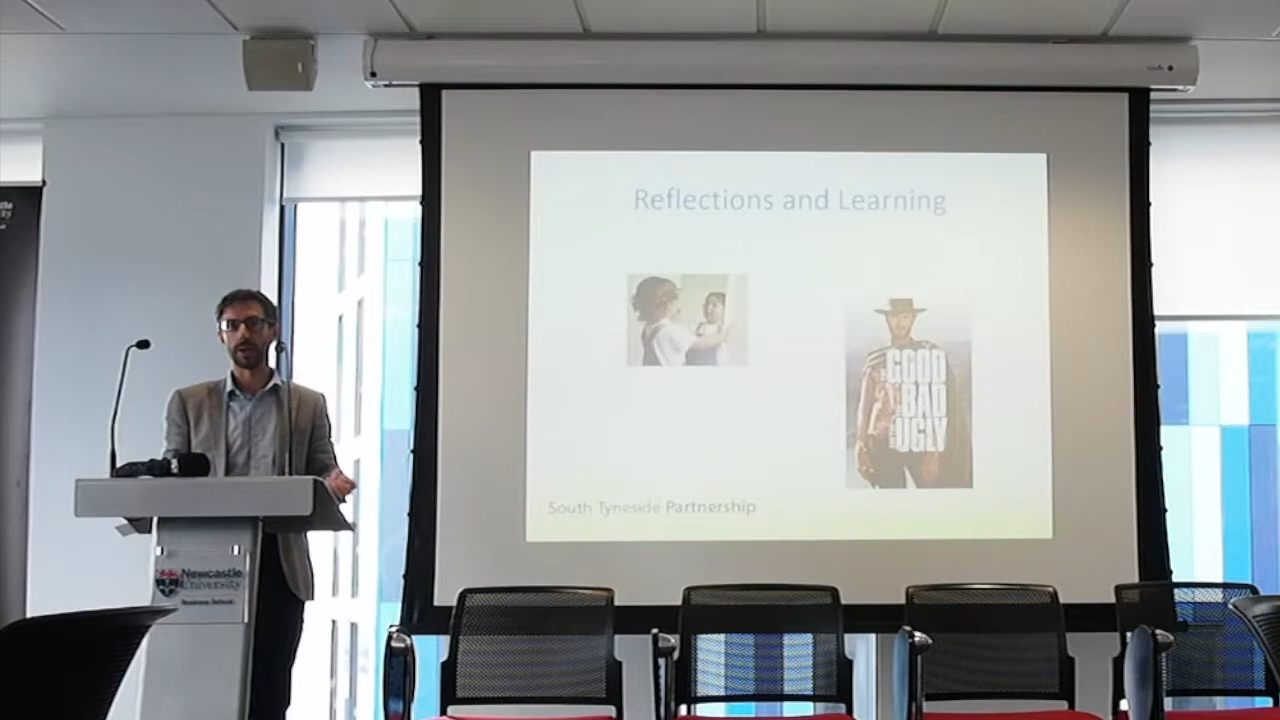 Reflections and Learning
GOOD
BAD
UGLY
South Tyneside Partnership
Newcastle
University
Business School